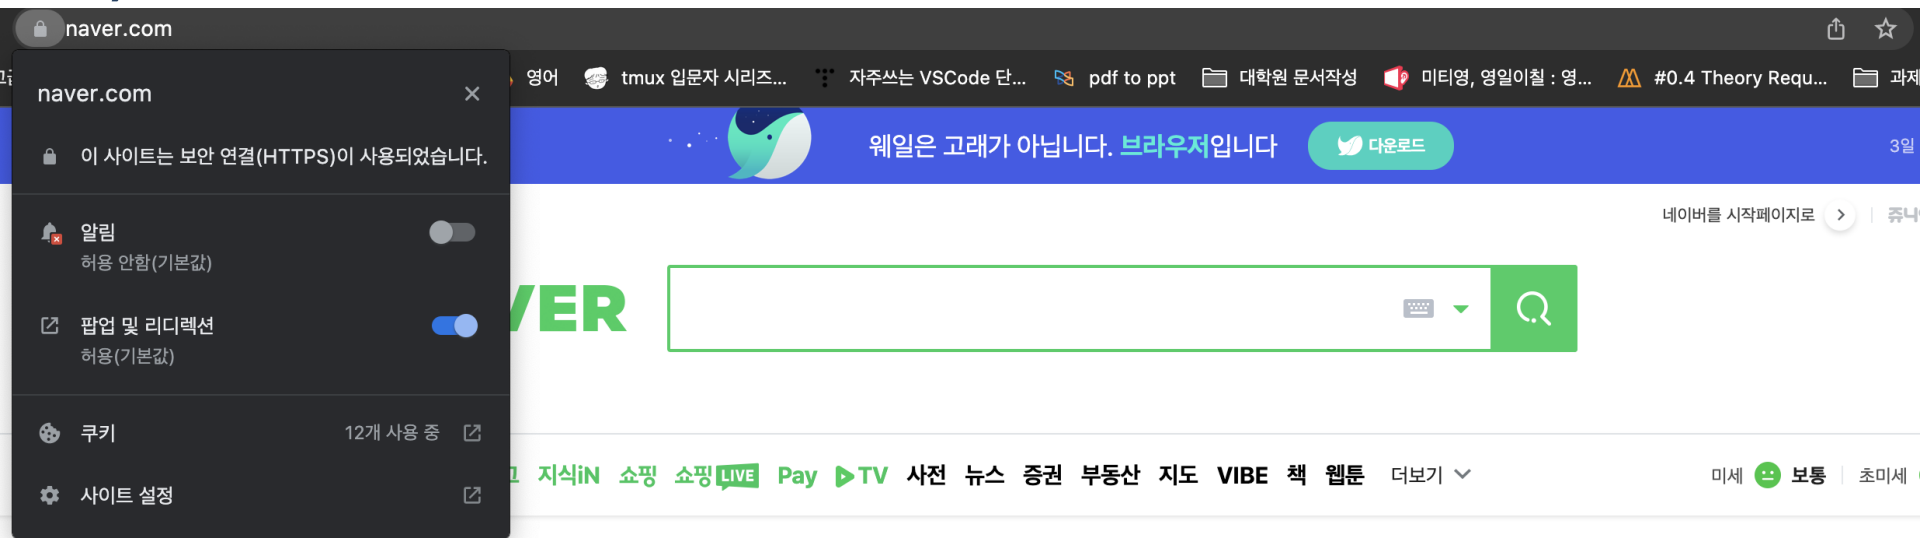 naver.com
영어
tmux 입문자 시리즈...
자주쓰는 VSCode 단...
pdf to ppt
대학원 문서작성
미티영, 영일이칠 : 영...
#0.4 Theory Requ...
과제
naver.com
이 사이트는 보안 연결(HTTPS)이 사용되었습니다.
알림
허용 안함(기본값)
팝업 및 리디렉션
허용(기본값)
쿠키 12개 사용 중
사이트 설정
웨일은 고래가 아닙니다. 브라우저입니다 다운로드
3일
네이버를 시작페이지로
쥬니
VER
지식iN 쇼핑 쇼핑LIVE Pay TV 사전 뉴스 증권 부동산 지도 VIBE 책 웹툰 더보기
미세 보통 초미세